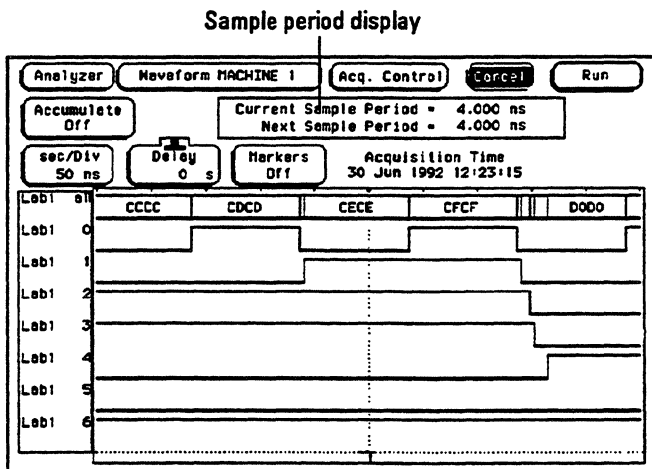 Sample period display
Analyzer Waveform MACHINE 1 Acq. Control Cancel Run
Accumulate
Off
Current Sample Period = 4.000 ns
Next Sample Period = 4.000 ns
sec/Div
50 ns
Delay
0 s
Markers
Off
Acquisition Time
30 Jun 1992 12:23:15
Lab1 all CCCC CDCD CECE CFCF D0D0
Lab1 0
Lab1 1
Lab1 2
Lab1 3
Lab1 4
Lab1 5
Lab1 6